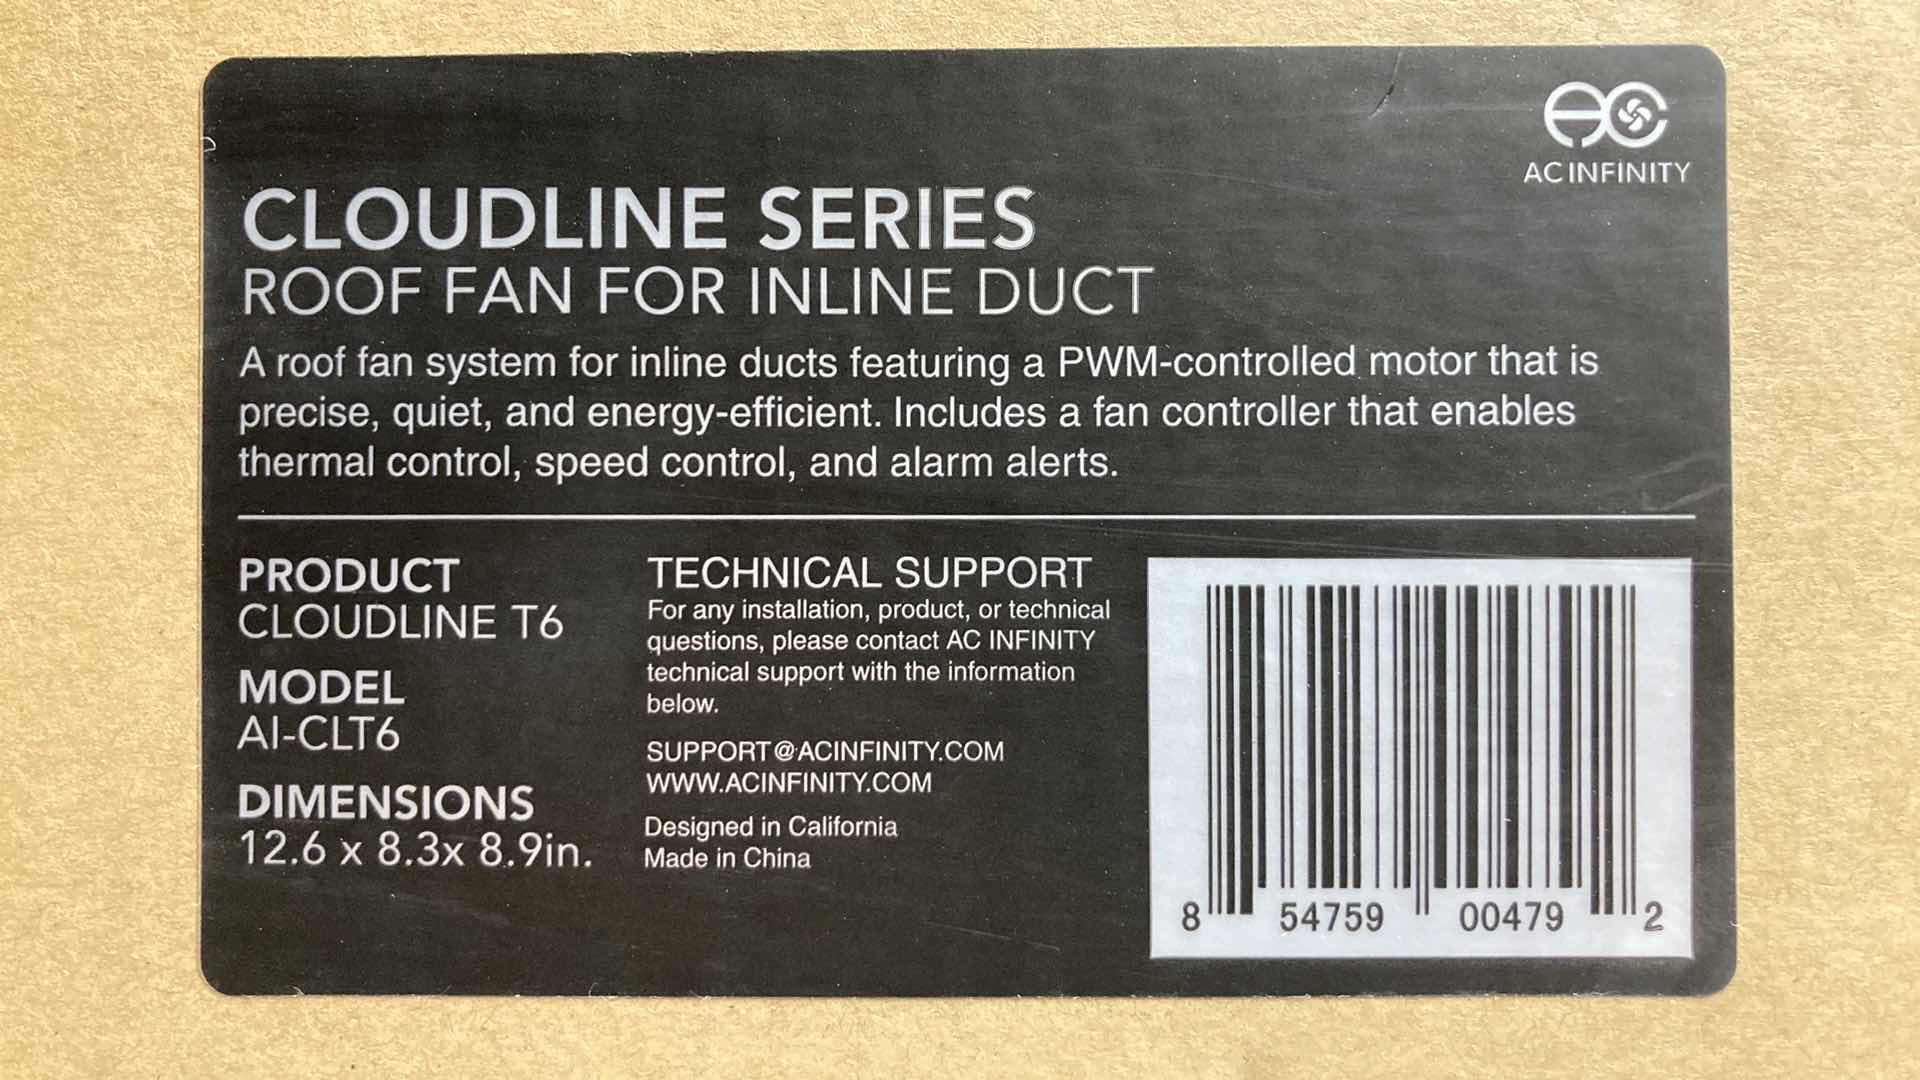 AC INFINITY
CLOUDLINE SERIES
ROOF FAN FOR INLINE DUCT
A roof fan system for inline ducts featuring a PWM-controlled motor that is
precise, quiet, and energy-efficient. Includes a fan controller that enables
thermal control, speed control, and alarm alerts.
PRODUCT
CLOUDLINE T6
MODEL
AI-CLT6
DIMENSIONS
12.6 x 8.3x 8.9in.
TECHNICAL SUPPORT
For any installation, product, or technical
questions, please contact AC INFINITY
technical support with the information
below.
SUPPORT@ACINFINITY.COM
WWW.ACINFINITY.COM
Designed in California
Made in China
8 54759 00479 2